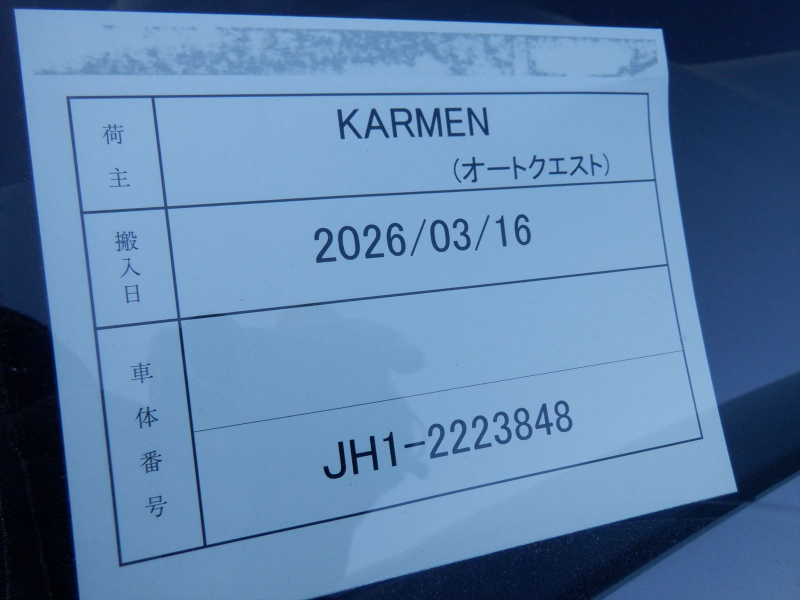 荷主 KARMEN
(オートクエスト)
搬入日 2026/03/16
車体番号 JH1-2223848